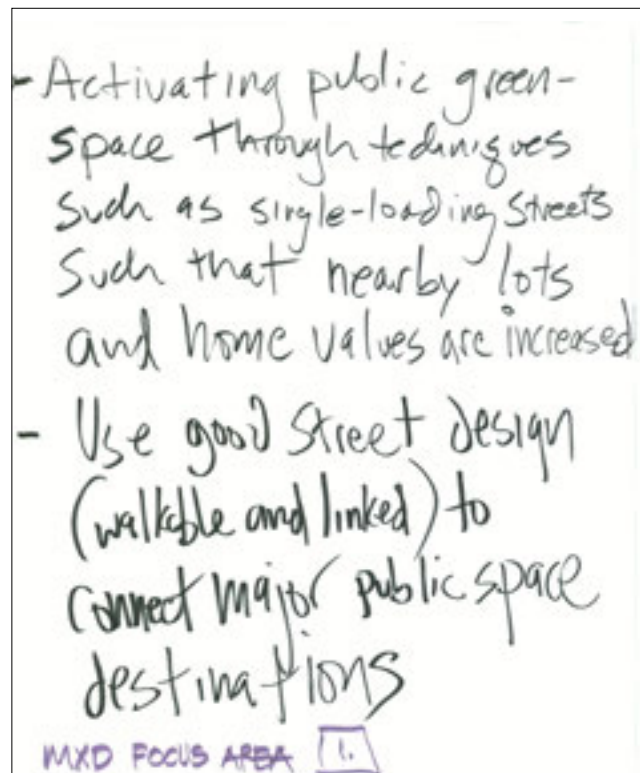 - Activating public green-
space through techniques
such as single-loading streets
such that nearby lots
and home values are increased
- Use good street design
(walkable and linked) to
connect major public space
destinations
MXD FOCUS AREA 1.